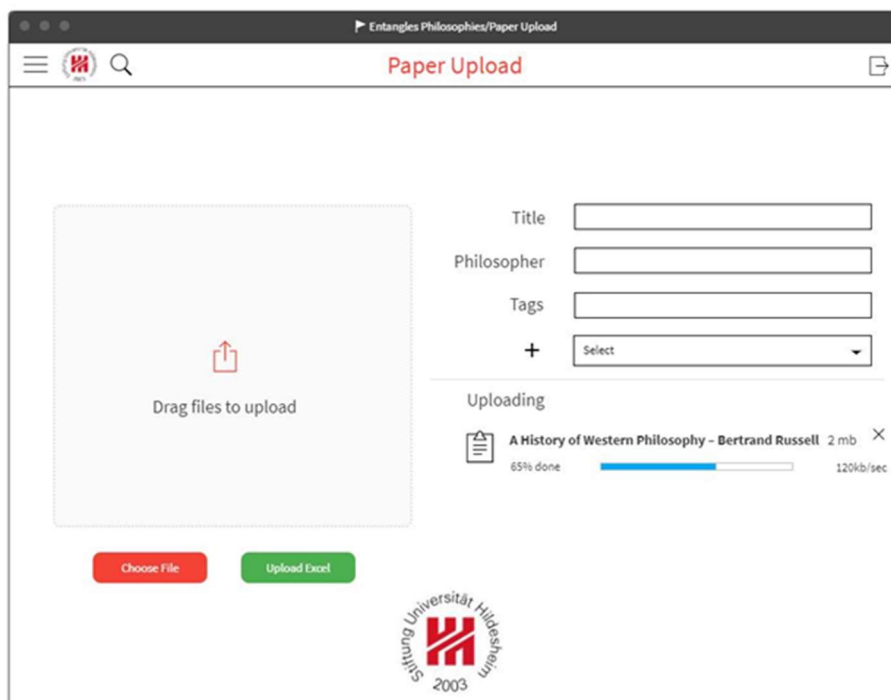 Entangles Philosophies/Paper Upload
Paper Upload
Title
Philosopher
Tags
+ Select
Drag files to upload
Uploading
A History of Western Philosophy – Bertrand Russell 2 mb
65% done 120kb/sec
Choose File Upload Excel
Stiftung Universität Hildesheim
2003